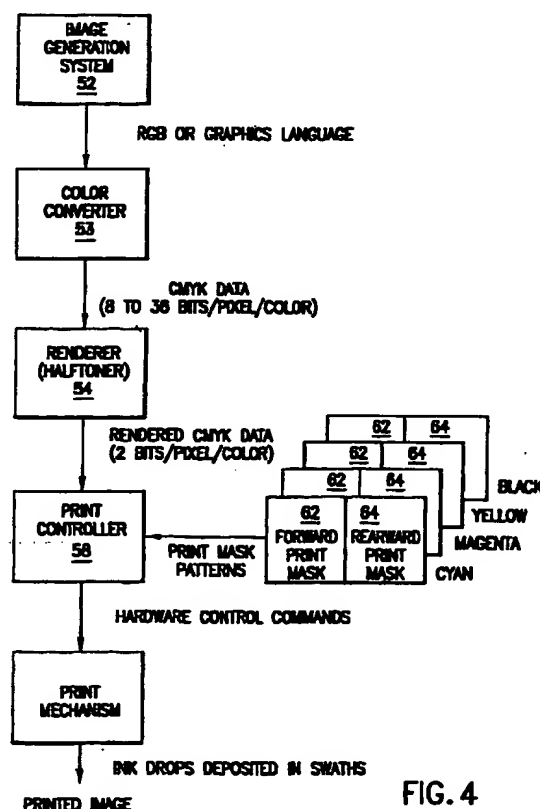 IMAGE
GENERATION
SYSTEM
52
RGB OR GRAPHICS LANGUAGE
COLOR
CONVERTER
53
CMYK DATA
(8 TO 36 BITS/PIXEL/COLOR)
RENDERER
(HALFTONER)
54
RENDERED CMYK DATA
(2 BITS/PIXEL/COLOR)
62 64
62 64
62 64
62 64
BLACK
YELLOW
MAGENTA
CYAN
FORWARD
PRINT
MASK
REARWARD
PRINT
MASK
PRINT MASK
PATTERNS
PRINT
CONTROLLER
58
HARDWARE CONTROL COMMANDS
PRINT
MECHANISM
INK DROPS DEPOSITED IN SWATHS
PRINTED IMAGE
FIG. 4